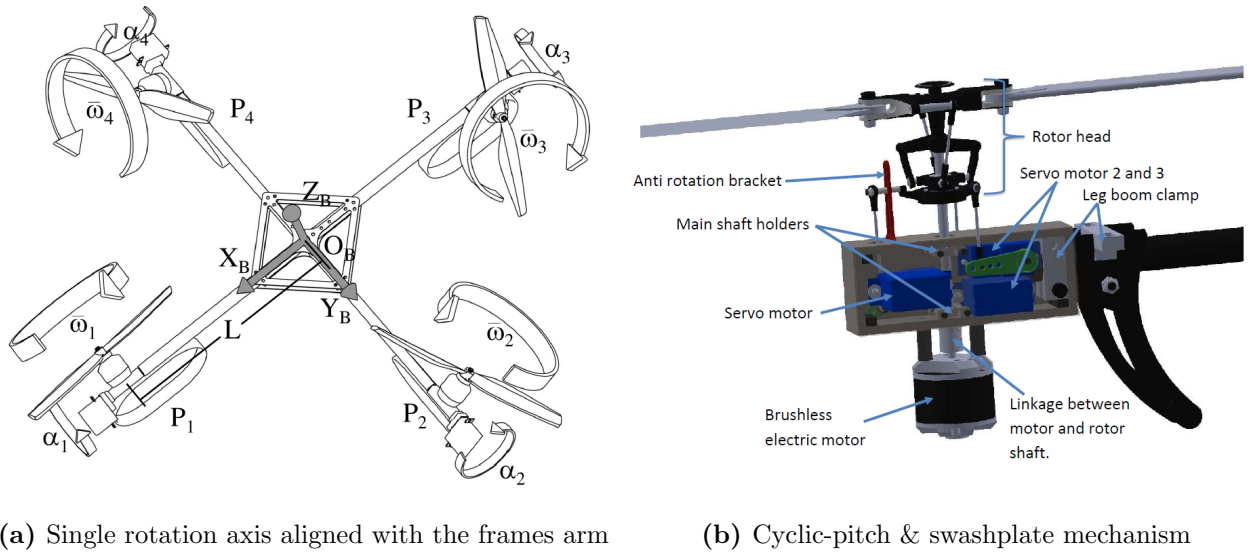 α4
ω̄4
P4
P3
α3
ω̄3
ZB
OB
XB
YB
L
ω̄1
ω̄2
α1
P1
P2
α2
Rotor head
Anti rotation bracket
Servo motor 2 and 3
Leg boom clamp
Main shaft holders
Servo motor
Brushless
electric motor
Linkage between
motor and rotor
shaft.
(a) Single rotation axis aligned with the frames arm
(b) Cyclic-pitch & swashplate mechanism